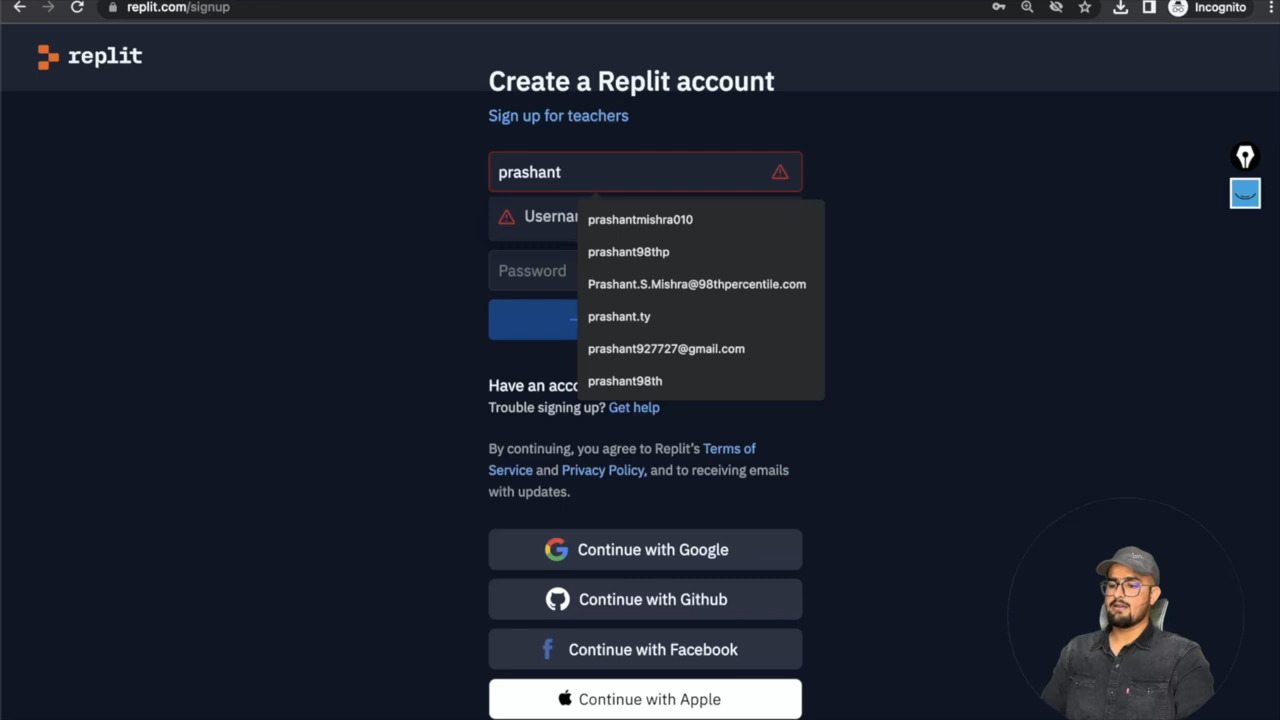 replit.com/signup
Incognito
replit
Create a Replit account
Sign up for teachers
prashant
prashantmishra010
prashant98thp
Password
Prashant.S.Mishra@98thpercentile.com
prashant.ty
prashant927727@gmail.com
prashant98th
Trouble signing up? Get help
By continuing, you agree to Replit's Terms of
Service and Privacy Policy, and to receiving emails
with updates.
Have an
Continue with Google
Continue with Github
Continue with Facebook
Continue with Apple